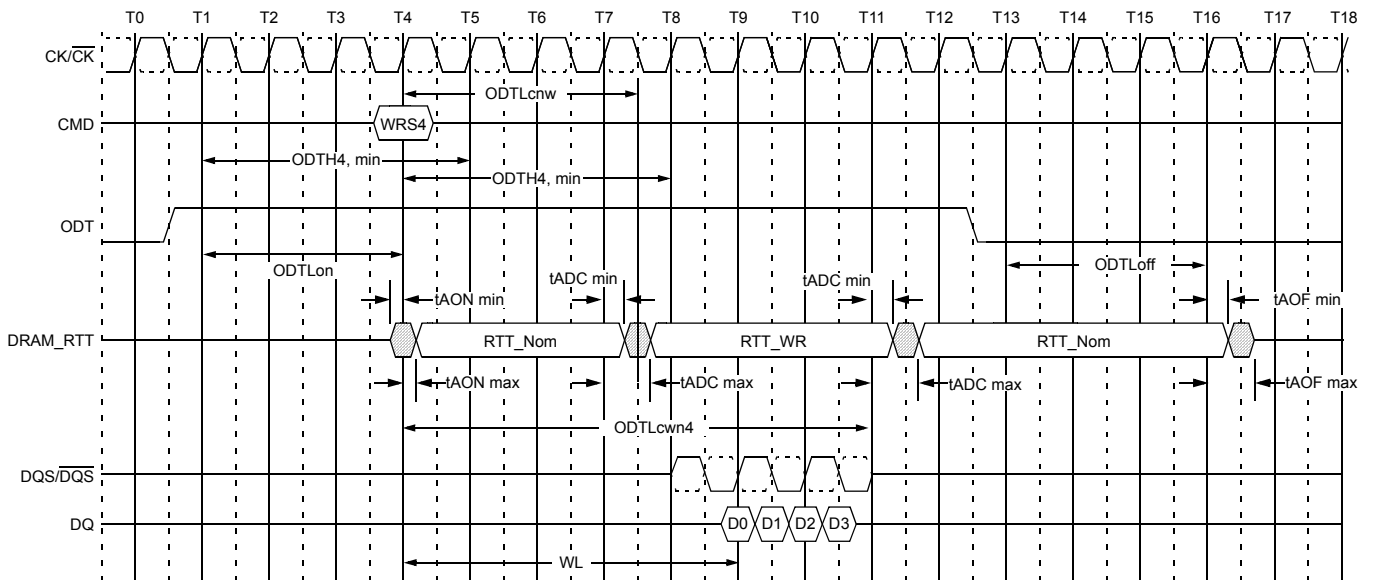 T0 T1 T2 T3 T4 T5 T6 T7 T8 T9 T10 T11 T12 T13 T14 T15 T16 T17 T18
CK/CK
ODTLcnw
CMD
WRS4
ODTH4, min
ODTH4, min
ODT
ODTLon
ODTLoff
tADC min
tADC min
tAON min
tAOF min
DRAM_RTT
RTT_Nom
RTT_WR
RTT_Nom
tAON max
tADC max
tADC max
tAOF max
ODTLcwn4
DQS/DQS
DQ
D0 D1 D2 D3
WL